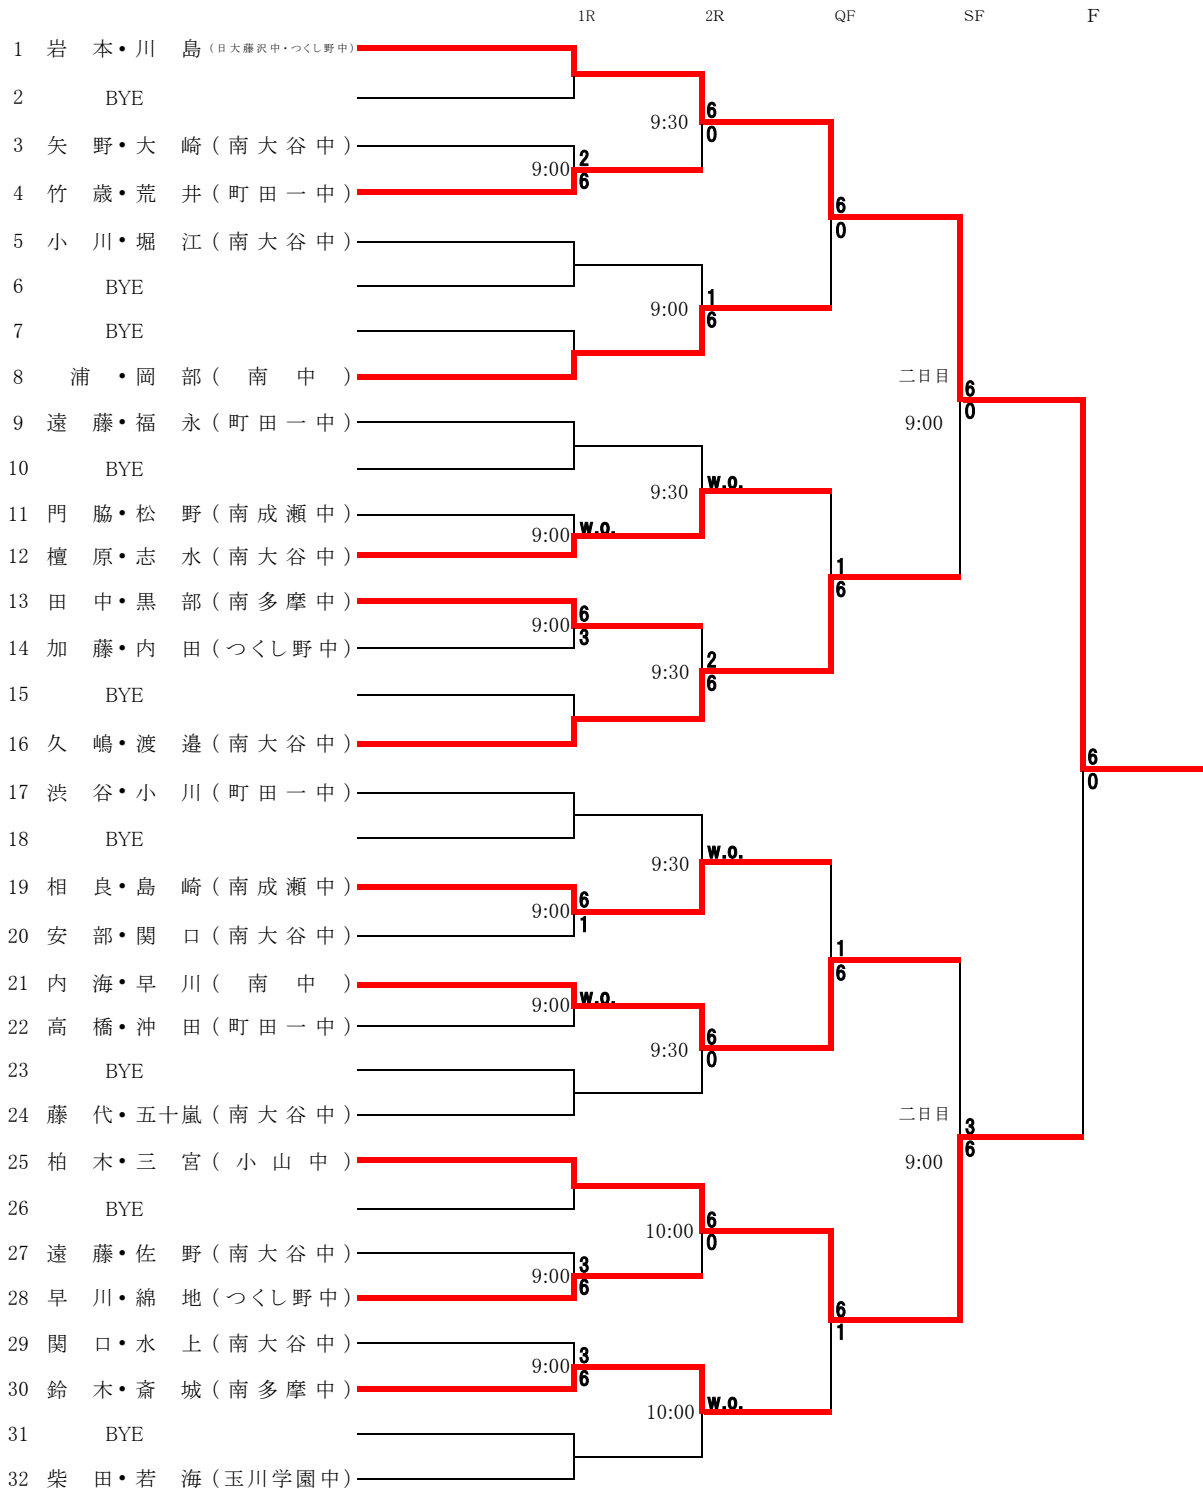 1R 2R QF SF F
1 岩 本・川 島 (日大藤沢中・つくし野中)
2 BYE
9:30 6
0
3 矢 野・大 崎 (南大谷中)
9:00 2
6
4 竹 歳・荒 井 (町田一中)
6
0
5 小 川・堀 江 (南大谷中)
6 BYE
9:00 1
6
7 BYE
8 浦 ・岡 部 ( 南 中 )
二日目 6
0
9:00
9 遠 藤・福 永 (町田一中)
10 BYE
9:30 w.o.
11 門 脇・松 野 (南成瀬中)
9:00 w.o.
12 檀 原・志 水 (南大谷中)
1
6
13 田 中・黒 部 (南多摩中)
9:00 6
3
14 加 藤・内 田 (つくし野中)
9:30 2
6
15 BYE
16 久 嶋・渡 邉 (南大谷中)
6
0
17 渋 谷・小 川 (町田一中)
18 BYE
9:30 w.o.
19 相 良・島 崎 (南成瀬中)
9:00 6
1
20 安 部・関 口 (南大谷中)
1
6
21 内 海・早 川 ( 南 中 )
9:00 w.o.
22 高 橋・沖 田 (町田一中)
9:30 6
0
23 BYE
24 藤 代・五十嵐 (南大谷中)
二日目 3
6
9:00
25 柏 木・三 宮 ( 小 山 中 )
26 BYE
10:00 6
0
27 遠 藤・佐 野 (南大谷中)
9:00 3
6
28 早 川・綿 地 (つくし野中)
6
1
29 関 口・水 上 (南大谷中)
9:00 3
6
30 鈴 木・斎 城 (南多摩中)
10:00 w.o.
31 BYE
32 柴 田・若 海 (玉川学園中)